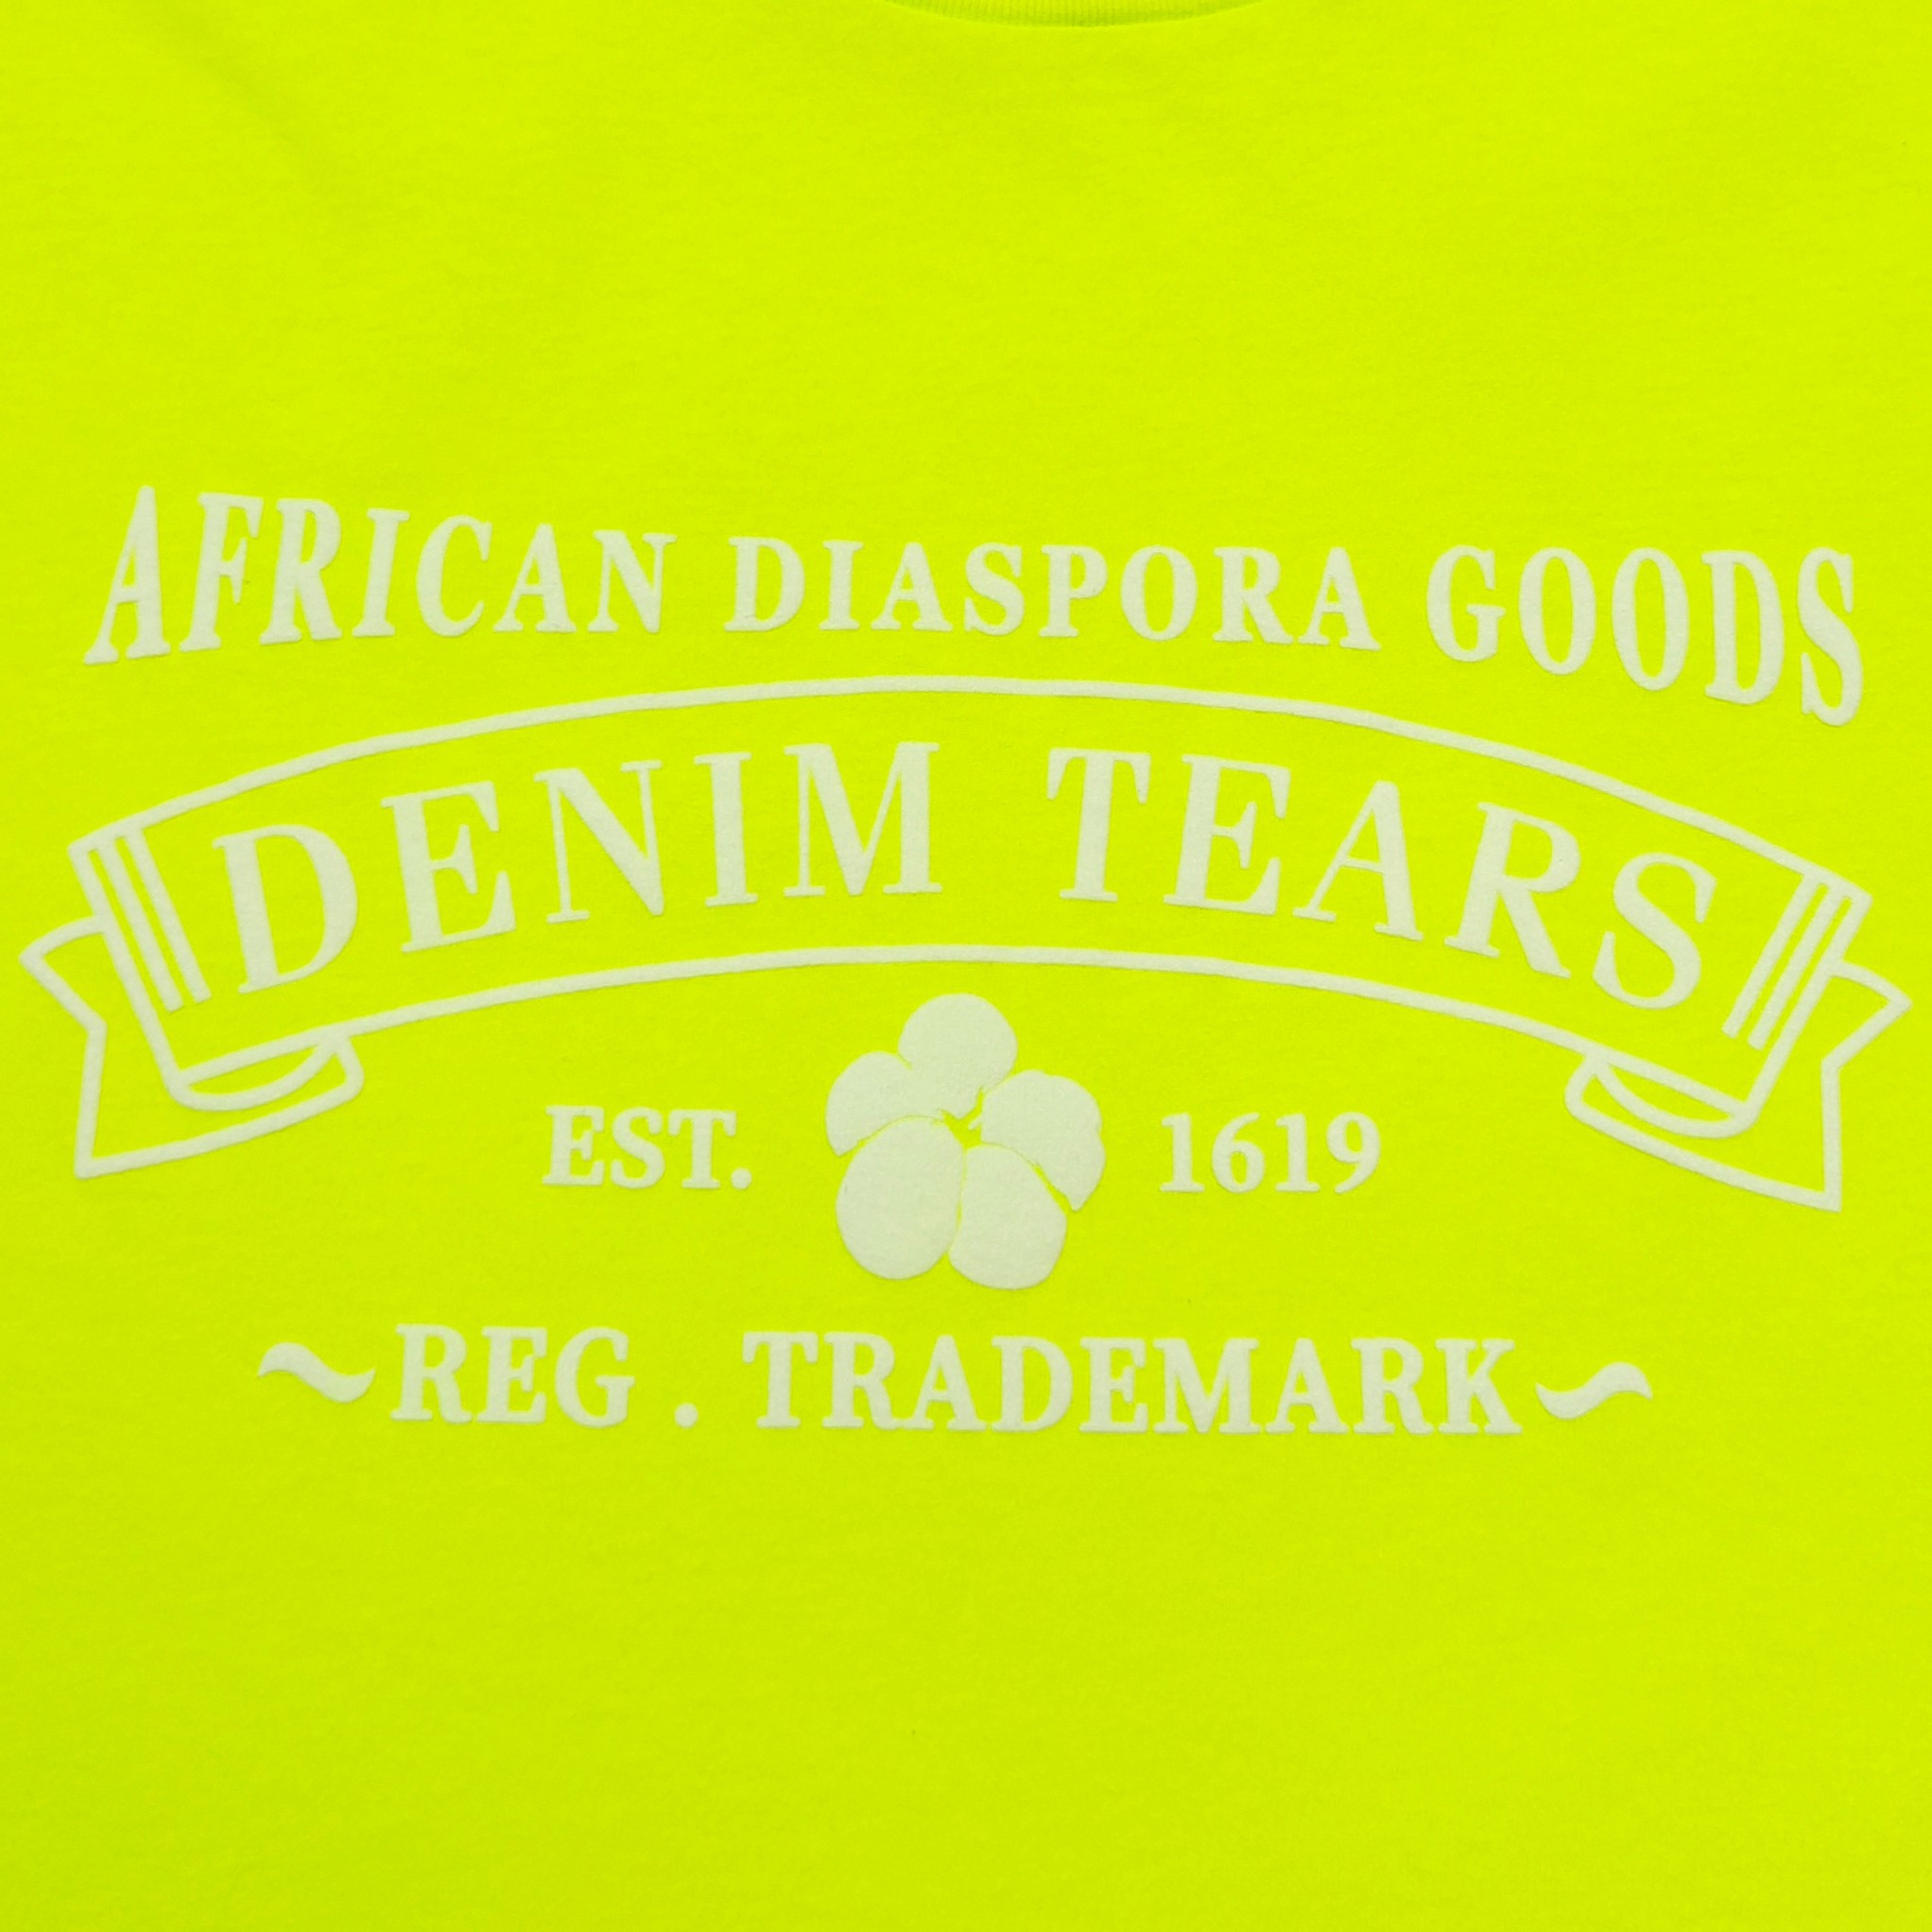 AFRICAN DIASPORA GOODS
DENIM TEARS
EST. 1619
~REG . TRADEMARK~